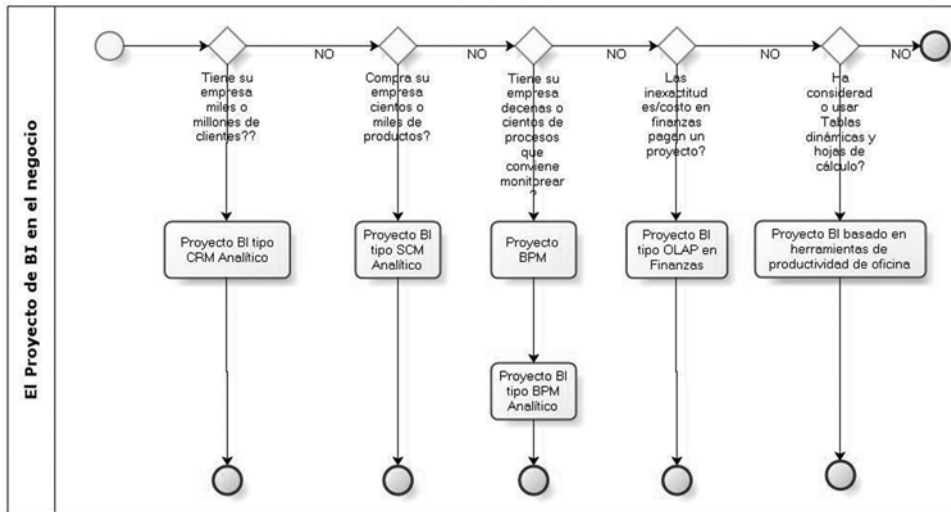 El Proyecto de BI en el negocio
NO
NO
NO
NO
NO
Tiene su
empresa
miles o
millones de
clientes??
Compra su
empresa
cientos o
miles de
productos?
Tiene su
empresa
decenas o
cientos de
procesos
que
conviene
monitorear
?
Las
inexactitud
es/costo en
finanzas
pagan un
proyecto?
Ha
considerad
o usar
Tablas
dinámicas y
hojas de
cálculo?
Proyecto BI tipo
CRM Analítico
Proyecto BI
tipo SCM
Analítico
Proyecto
BPM
Proyecto BI
tipo OLAP en
Finanzas
Proyecto BI basado en
herramientas de
productividad de oficina
Proyecto BI
tipo BPM
Analítico